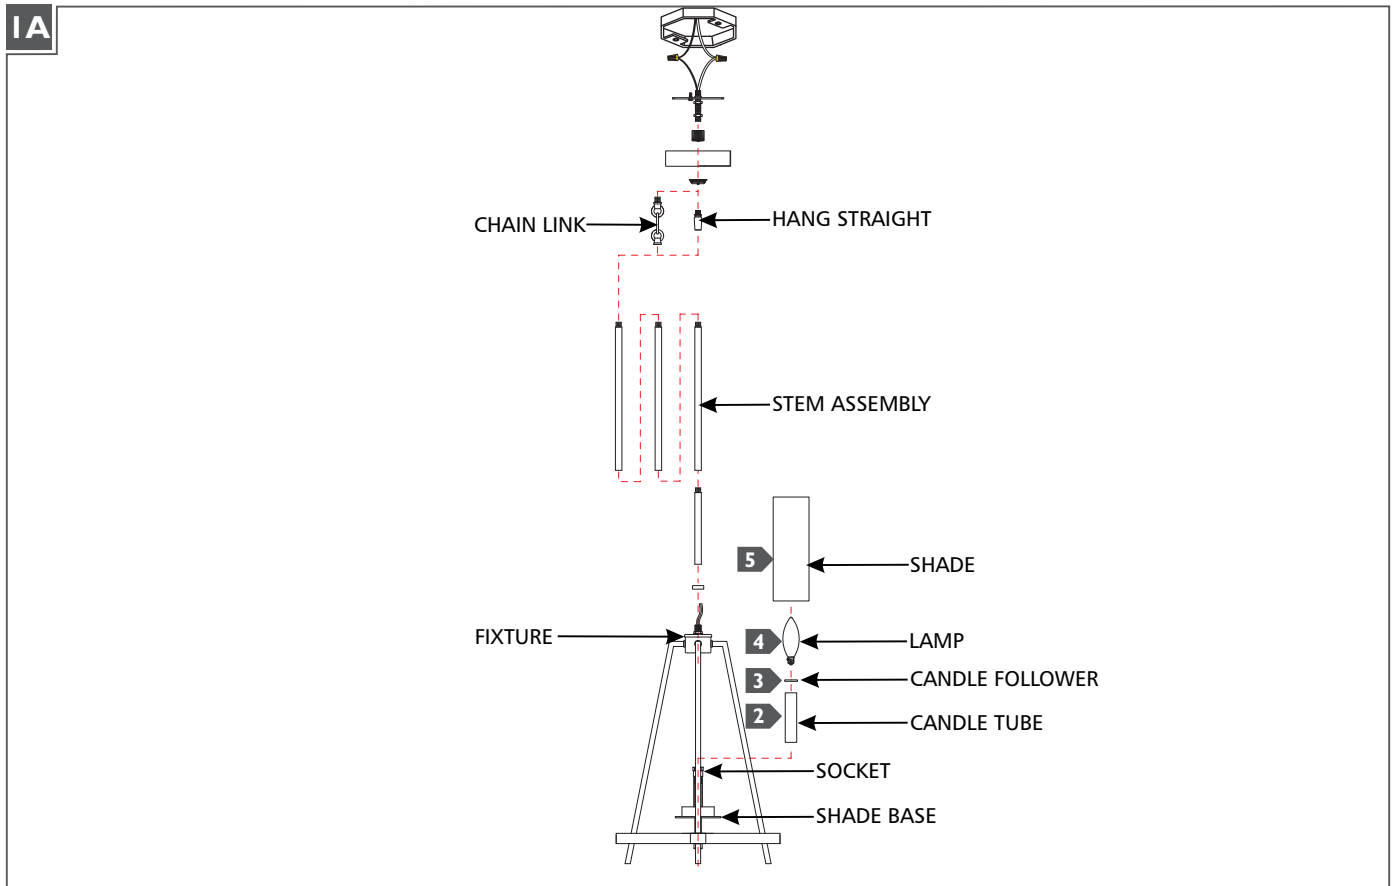 1A
CHAIN LINK
HANG STRAIGHT
STEM ASSEMBLY
5
SHADE
FIXTURE
4
LAMP
3
CANDLE FOLLOWER
2
CANDLE TUBE
SOCKET
SHADE BASE